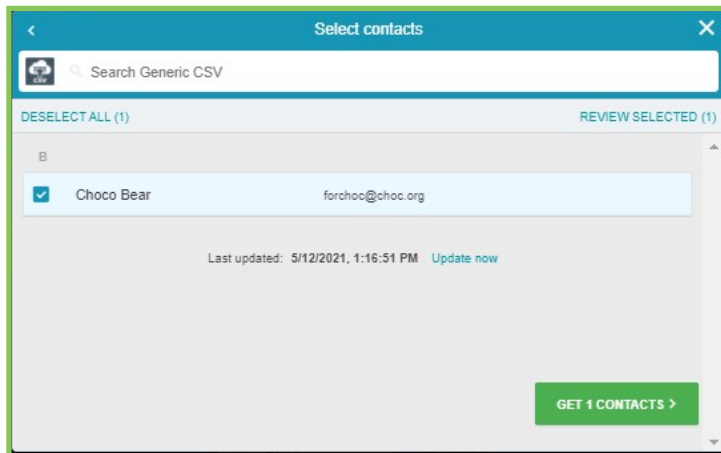 Select contacts
CSV
Search Generic CSV
DESELECT ALL (1) REVIEW SELECTED (1)
B
Choco Bear forchoc@choc.org
Last updated: 5/12/2021, 1:16:51 PM Update now
GET 1 CONTACTS >